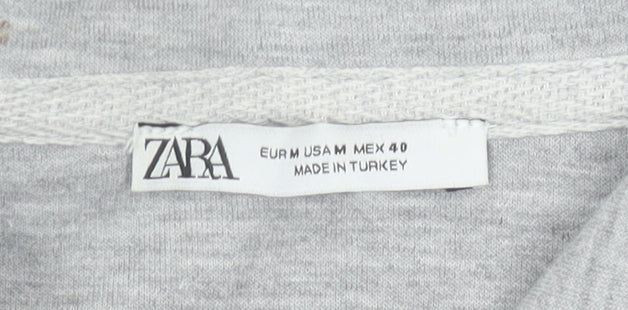 ZARA EUR M USA M MEX 40
MADE IN TURKEY